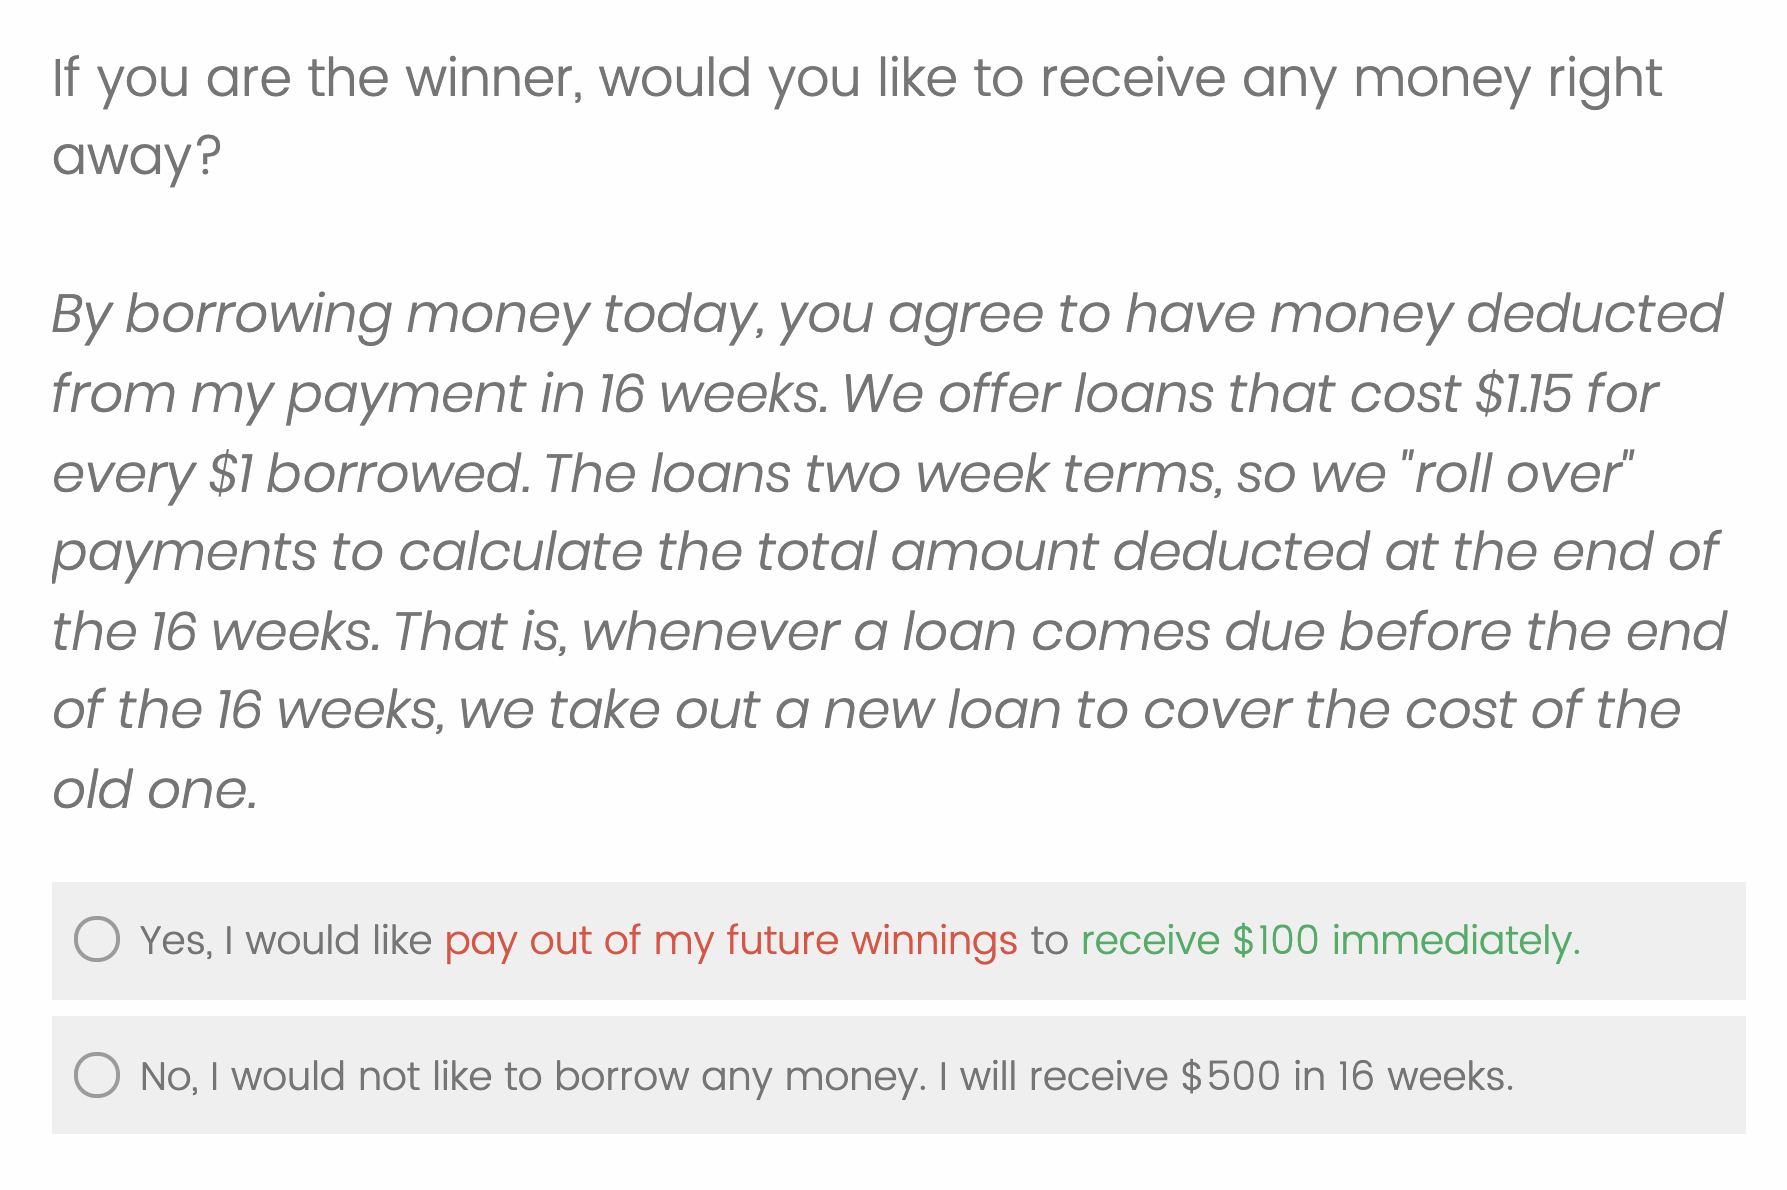 If you are the winner, would you like to receive any money right
away?
By borrowing money today, you agree to have money deducted
from my payment in 16 weeks. We offer loans that cost $1.15 for
every $1 borrowed. The loans two week terms, so we "roll over"
payments to calculate the total amount deducted at the end of
the 16 weeks. That is, whenever a loan comes due before the end
of the 16 weeks, we take out a new loan to cover the cost of the
old one.
Yes, I would like pay out of my future winnings to receive $100 immediately.
No, I would not like to borrow any money. I will receive $500 in 16 weeks.